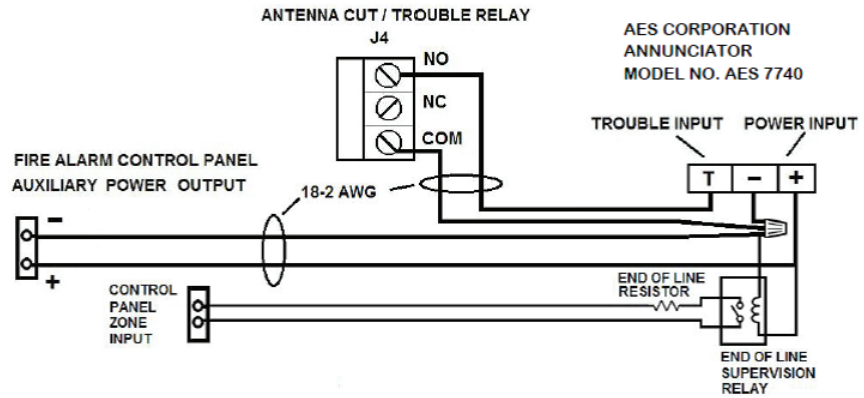 ANTENNA CUT / TROUBLE RELAY
J4
NO
NC
COM
AES CORPORATION
ANNUNCIATOR
MODEL NO. AES 7740
TROUBLE INPUT
POWER INPUT
T - +
FIRE ALARM CONTROL PANEL
AUXILIARY POWER OUTPUT
18-2 AWG
-
+
CONTROL
PANEL
ZONE
INPUT
END OF LINE
RESISTOR
END OF LINE
SUPERVISION
RELAY